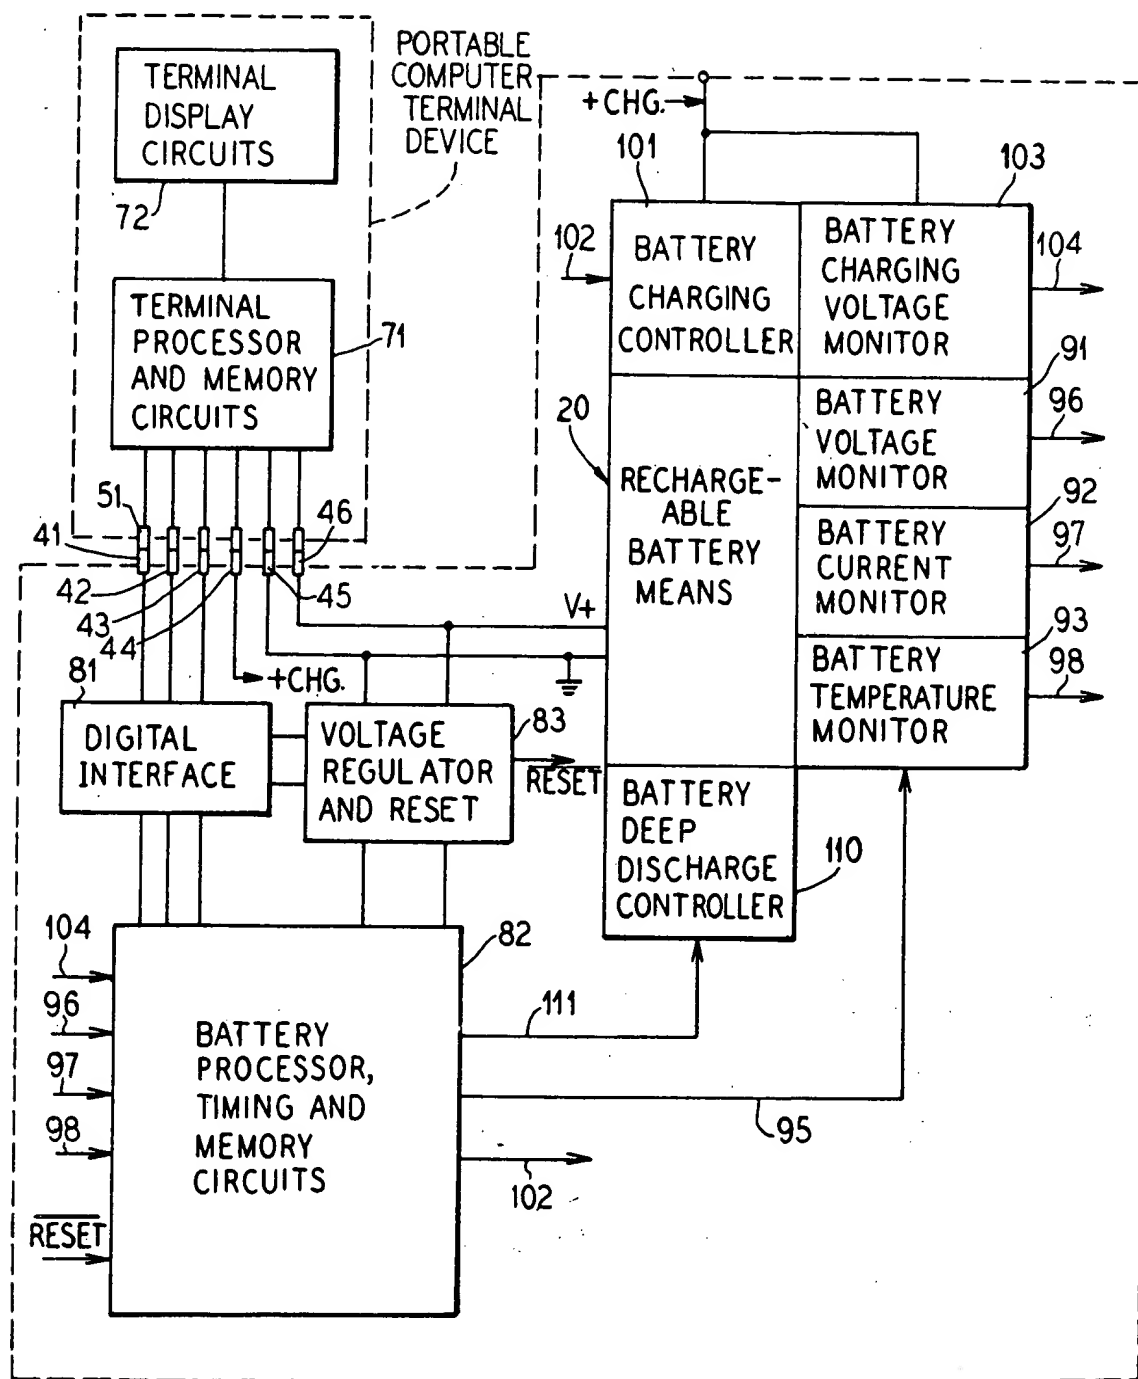 TERMINAL
DISPLAY
CIRCUITS
72
PORTABLE
COMPUTER
TERMINAL
DEVICE
TERMINAL
PROCESSOR
AND MEMORY
CIRCUITS
71
51
41
42
43
44
45
46
+CHG.
V+
81
DIGITAL
INTERFACE
VOLTAGE
REGULATOR
AND RESET
83
RESET
+CHG.
101
103
102
BATTERY
CHARGING
CONTROLLER
BATTERY
CHARGING
VOLTAGE
MONITOR
104
91
20
RECHARGE-
ABLE
BATTERY
MEANS
BATTERY
VOLTAGE
MONITOR
96
92
BATTERY
CURRENT
MONITOR
97
93
BATTERY
TEMPERATURE
MONITOR
98
BATTERY
DEEP
DISCHARGE
CONTROLLER
110
104
96
97
98
RESET
82
BATTERY
PROCESSOR,
TIMING AND
MEMORY
CIRCUITS
111
95
102